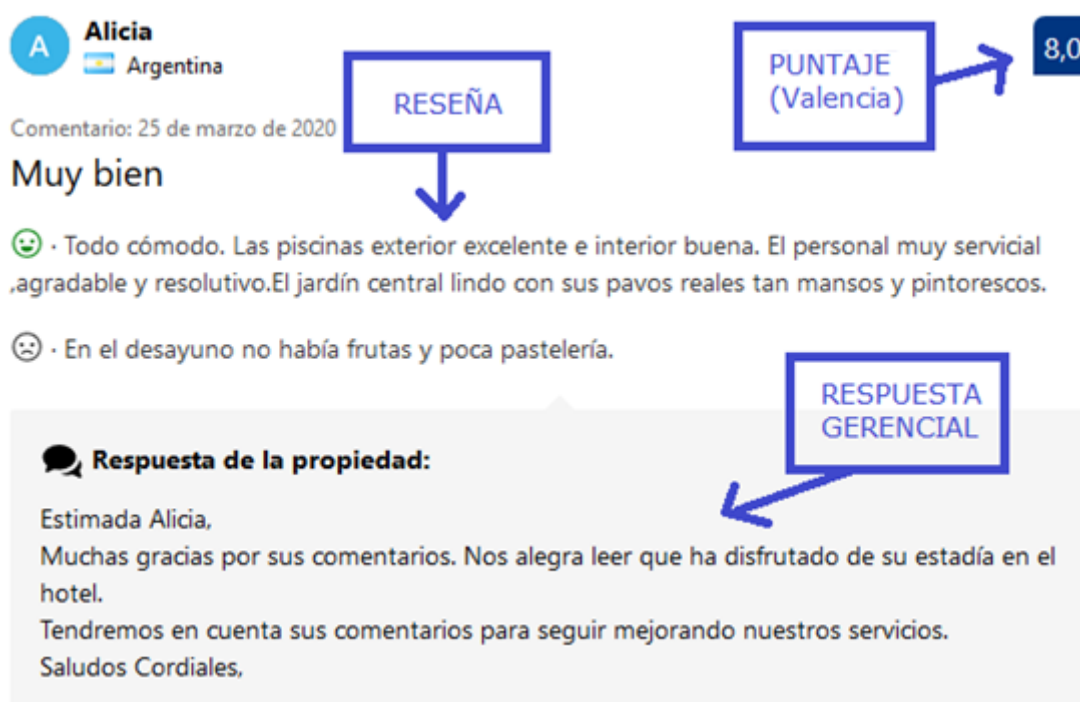 A
Alicia
Argentina
RESEÑA
PUNTAJE
(Valencia)
8,0
Comentario: 25 de marzo de 2020
Muy bien
· Todo cómodo. Las piscinas exterior excelente e interior buena. El personal muy servicial
,agradable y resolutivo.El jardín central lindo con sus pavos reales tan mansos y pintorescos.
· En el desayuno no había frutas y poca pastelería.
RESPUESTA
GERENCIAL
Respuesta de la propiedad:
Estimada Alicia,
Muchas gracias por sus comentarios. Nos alegra leer que ha disfrutado de su estadía en el
hotel.
Tendremos en cuenta sus comentarios para seguir mejorando nuestros servicios.
Saludos Cordiales,